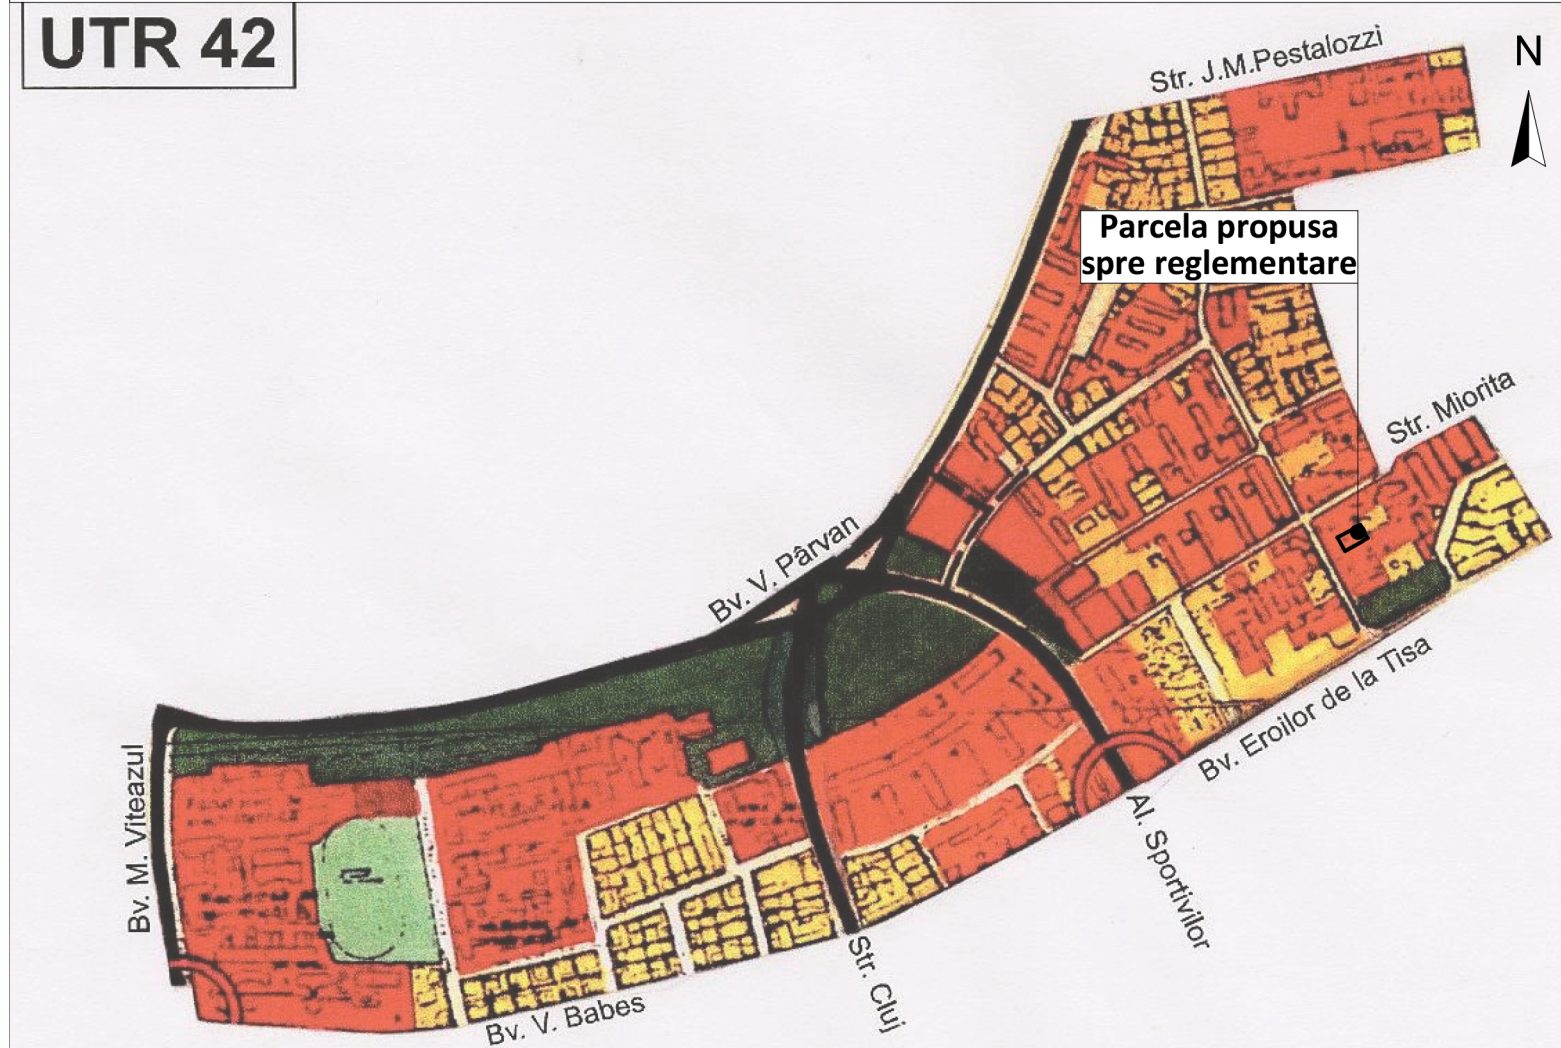 UTR 42
Str. J.M.Pestalozzi
N
Parcela propusa
spre reglementare
Str. Miorita
Bv. V. Pârvan
Bv. Eroilor de la Tisa
Bv. M. Viteazul
Al. Sportivilor
Str. Cluj
Bv. V. Babes